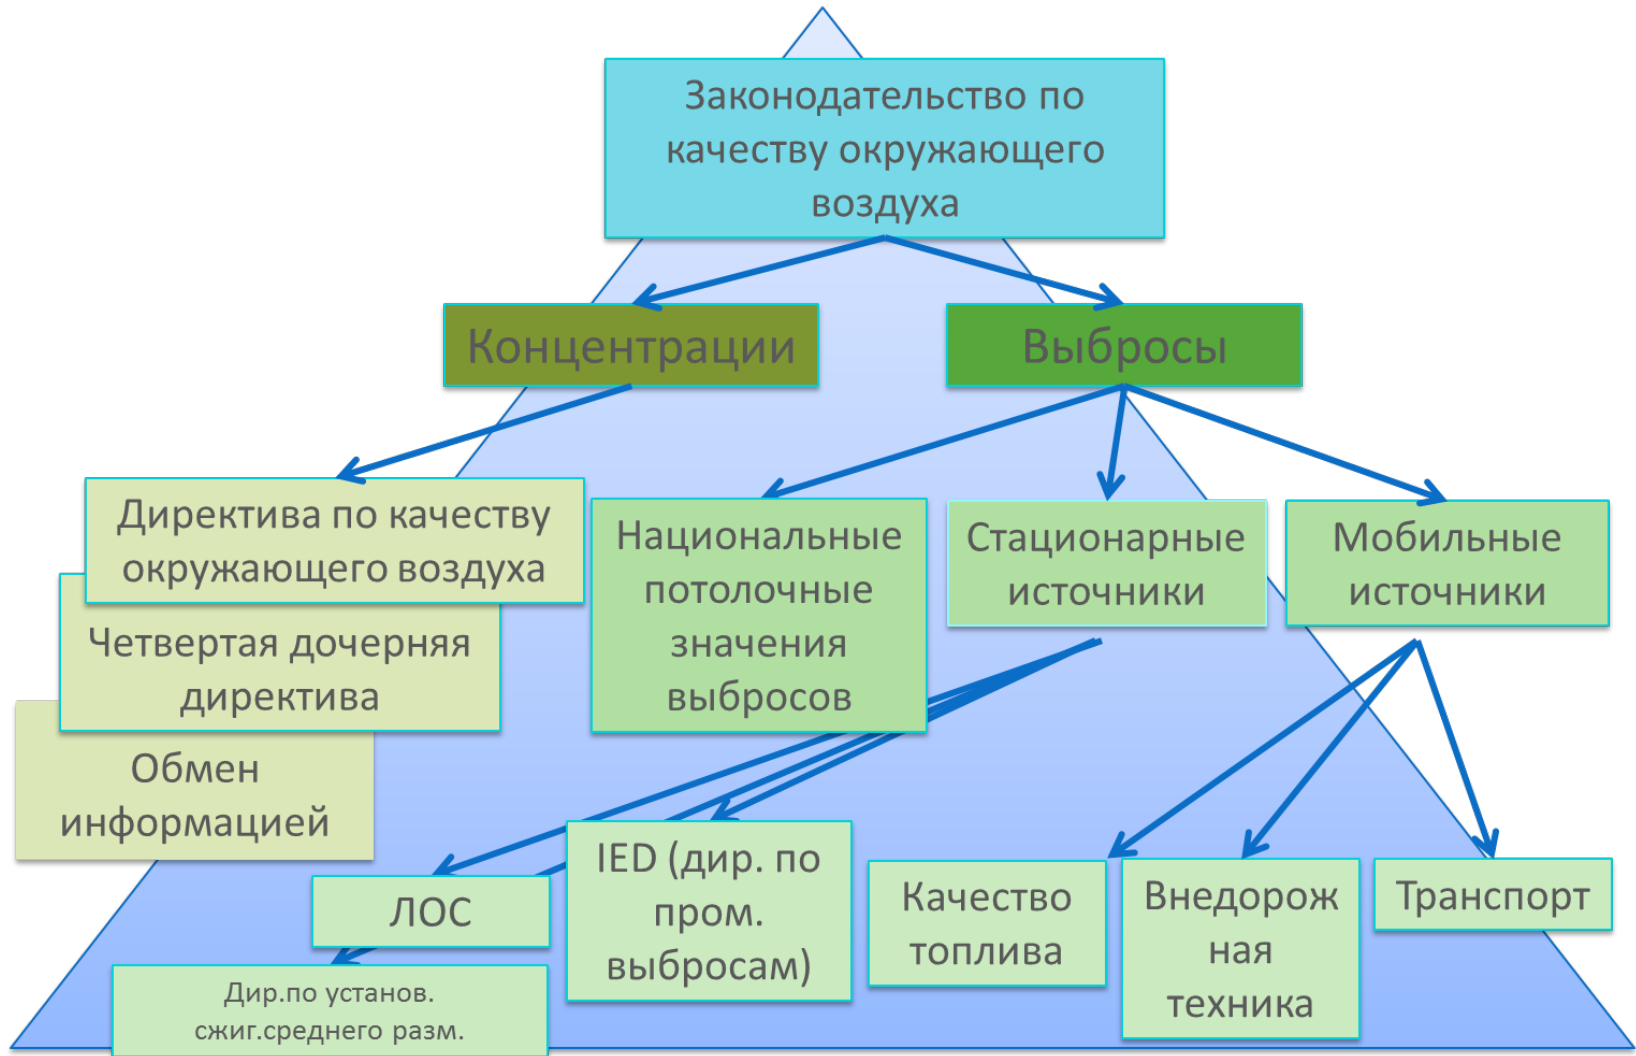 Законодательство по
качеству окружающего
воздуха
Концентрации
Выбросы
Директива по качеству
окружающего воздуха
Четвертая дочерняя
директива
Обмен
информацией
Национальные
потолочные
значения
выбросов
Стационарные
источники
Мобильные
источники
ЛОС
Дир.по установ.
сжиг.среднего разм.
IED (дир. по
пром.
выбросам)
Качество
топлива
Внедорож
ная
техника
Транспорт